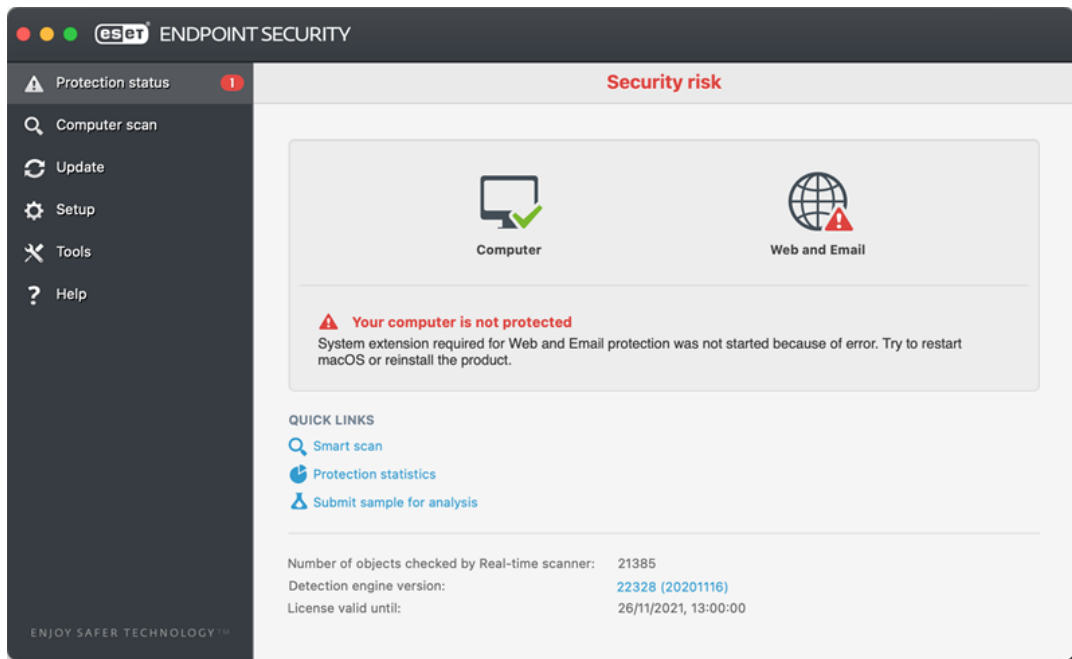 eset ENDPOINT SECURITY
Protection status 1
Computer scan
Update
Setup
Tools
Help
ENJOY SAFER TECHNOLOGY™
Security risk
Computer
Web and Email
Your computer is not protected
System extension required for Web and Email protection was not started because of error. Try to restart
macOS or reinstall the product.
QUICK LINKS
Smart scan
Protection statistics
Submit sample for analysis
Number of objects checked by Real-time scanner: 21385
Detection engine version: 22328 (20201116)
License valid until: 26/11/2021, 13:00:00